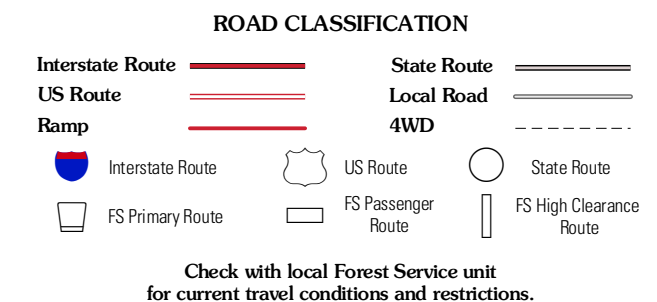 ROAD CLASSIFICATION
Interstate Route
State Route
US Route
Local Road
Ramp
4WD
Interstate Route
US Route
State Route
FS Primary Route
FS Passenger
Route
FS High Clearance
Route
Check with local Forest Service unit
for current travel conditions and restrictions.